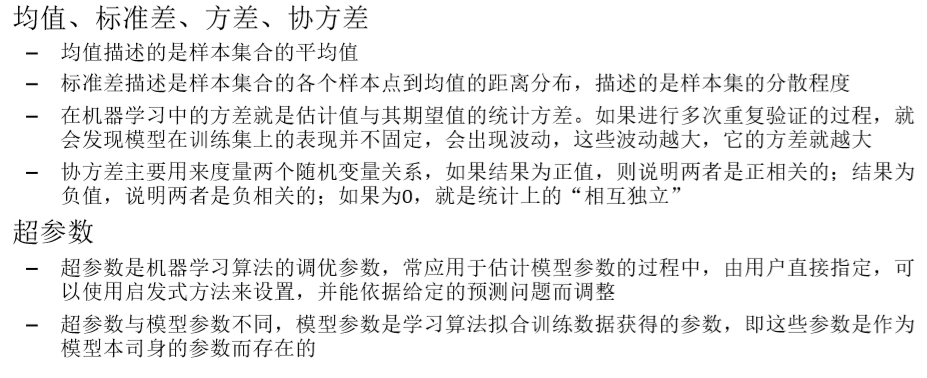 均值、标准差、方差、协方差
– 均值描述的是样本集合的平均值
– 标准差描述是样本集合的各个样本点到均值的距离分布，描述的是样本集的分散程度
– 在机器学习中的方差就是估计值与其期望值的统计方差。如果进行多次重复验证的过程，就
会发现模型在训练集上的表现并不固定，会出现波动，这些波动越大，它的方差就越大
– 协方差主要用来度量两个随机变量关系，如果结果为正值，则说明两者是正相关的；结果为
负值，说明两者是负相关的；如果为0，就是统计上的“相互独立”
超参数
– 超参数是机器学习算法的调优参数，常应用于估计模型参数的过程中，由用户直接指定，可
以使用启发式方法来设置，并能依据给定的预测问题而调整
– 超参数与模型参数不同，模型参数是学习算法拟合训练数据获得的参数，即这些参数是作为
模型本司身的参数而存在的